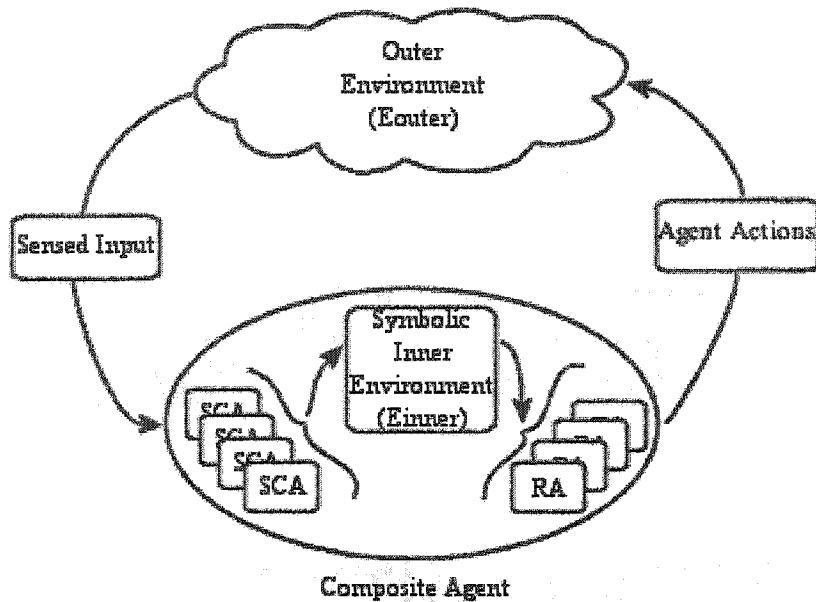 Outer
Environment
(Eouter)
Sensed Input
Agent Actions
Symbolic
Inner
Environment
(Einner)
SCA
SCA
SCA
SCA
RA
Composite Agent